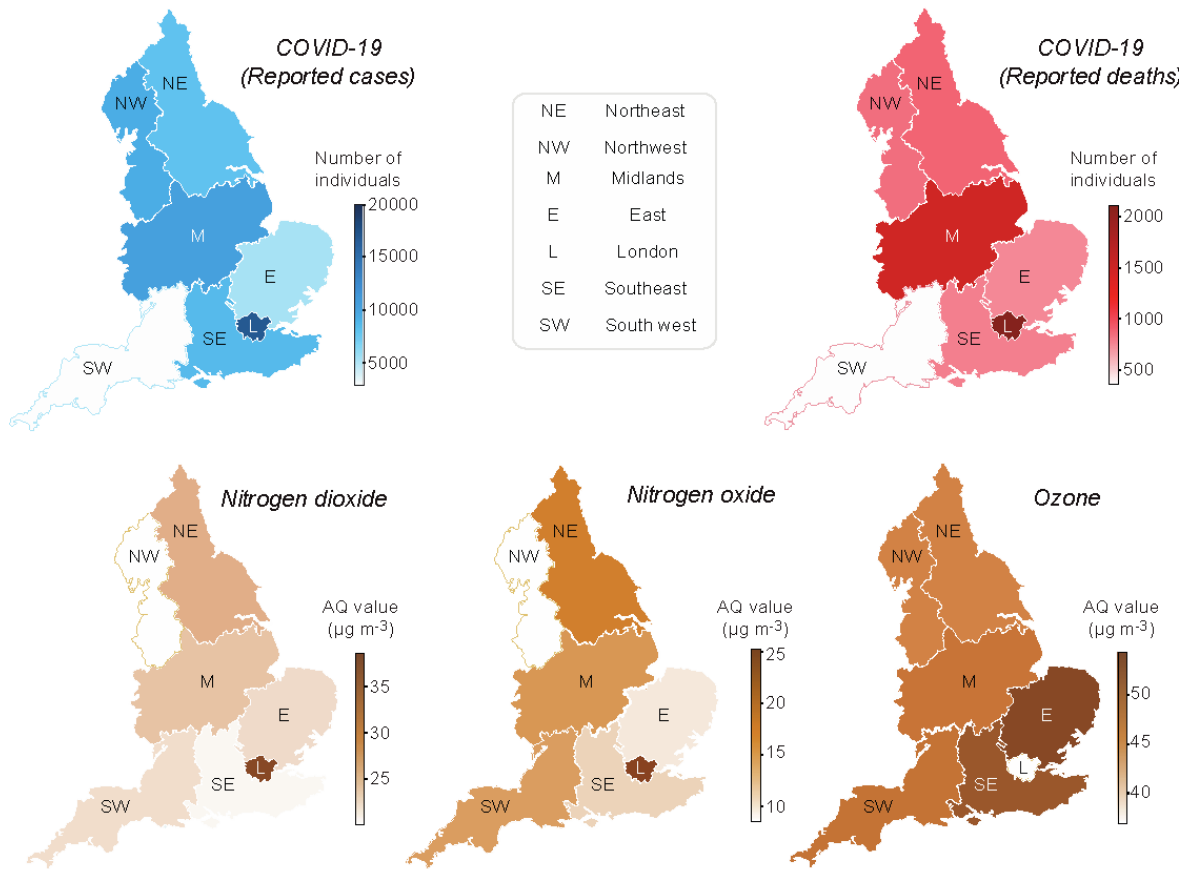 COVID-19
(Reported cases)
NE
NW
M
E
L
SE
SW
Number of
individuals
20000
15000
10000
5000
NE Northeast
NW Northwest
M Midlands
E East
L London
SE Southeast
SW South west
COVID-19
(Reported deaths)
NE
NW
M
E
L
SE
SW
Number of
individuals
2000
1500
1000
500
Nitrogen dioxide
NE
NW
M
E
L
SE
SW
AQ value
(µg m-3)
35
30
25
Nitrogen oxide
NE
NW
M
E
L
SE
SW
AQ value
(µg m-3)
25
20
15
10
Ozone
NE
NW
M
E
L
SE
SW
AQ value
(µg m-3)
50
45
40